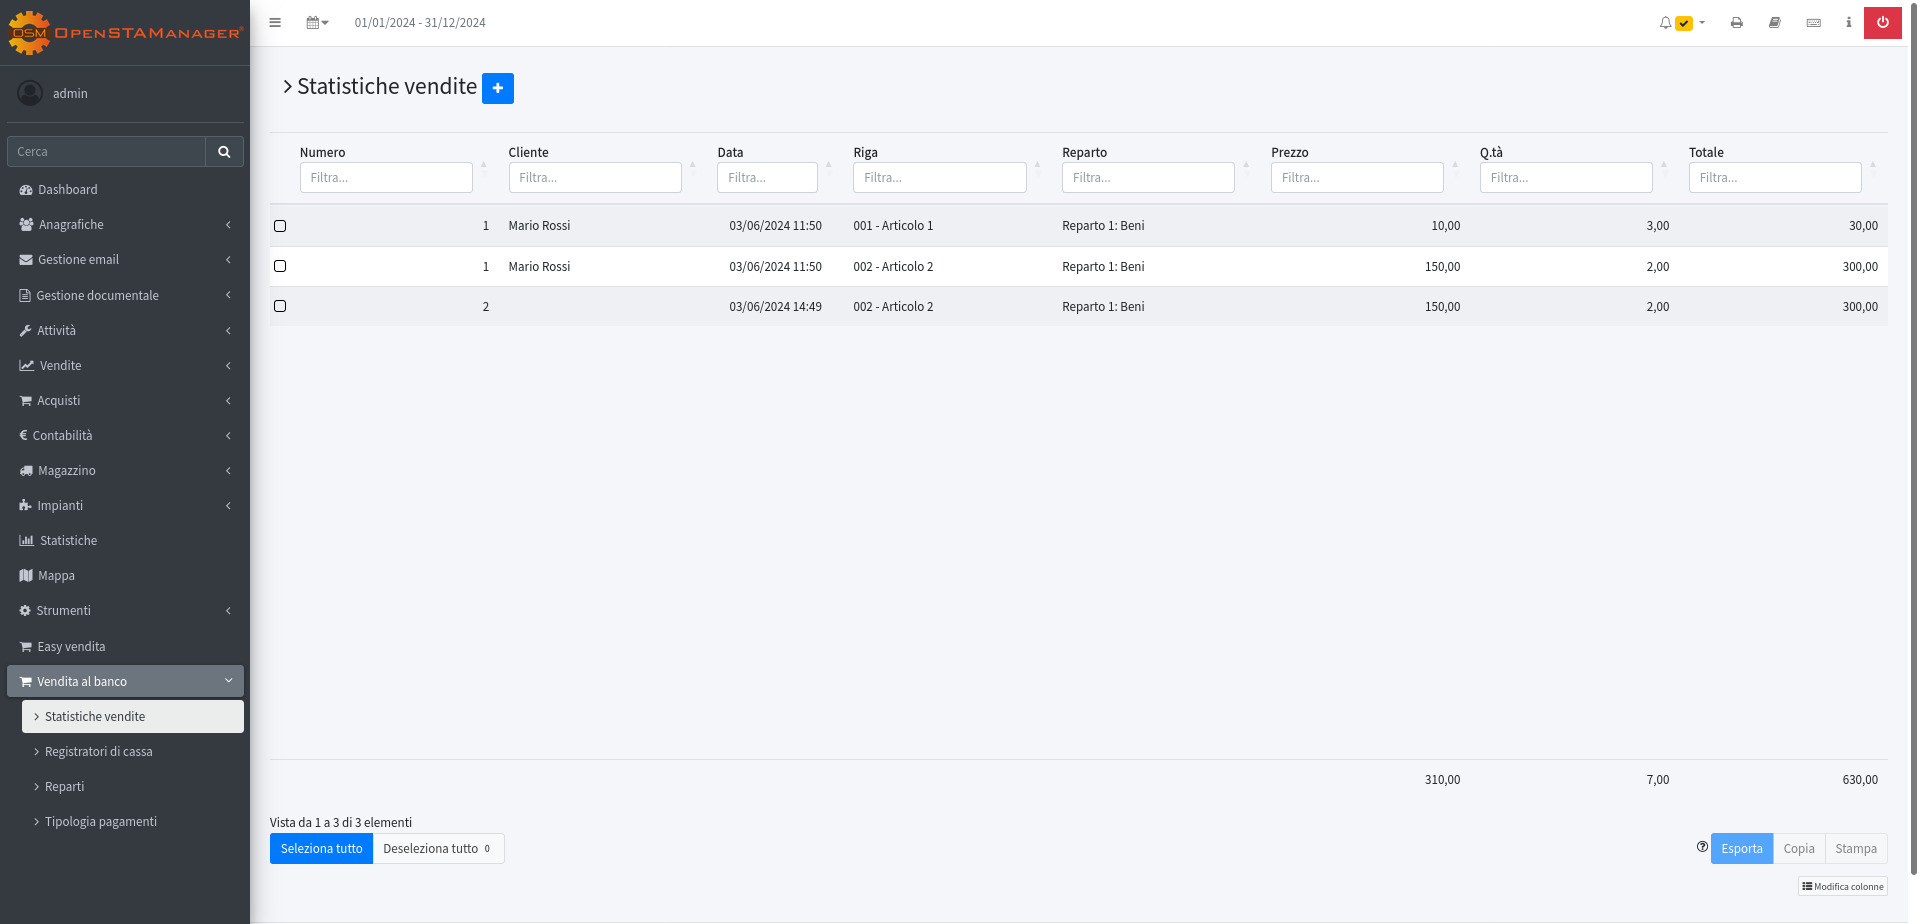 OSM OpenSTAManager®
01/01/2024 - 31/12/2024
admin
Cerca
Dashboard
Anagrafiche
Gestione email
Gestione documentale
Attività
Vendite
Acquisti
Contabilità
Magazzino
Impianti
Statistiche
Mappa
Strumenti
Easy vendita
Vendita al banco
Statistiche vendite
Registratori di cassa
Reparti
Tipologia pagamenti
Statistiche vendite
Numero Cliente Data Riga Reparto Prezzo Q.tà Totale
Filtra... Filtra... Filtra... Filtra... Filtra... Filtra... Filtra... Filtra...
1 Mario Rossi 03/06/2024 11:50 001 - Articolo 1 Reparto 1: Beni 10,00 3,00 30,00
1 Mario Rossi 03/06/2024 11:50 002 - Articolo 2 Reparto 1: Beni 150,00 2,00 300,00
2 03/06/2024 14:49 002 - Articolo 2 Reparto 1: Beni 150,00 2,00 300,00
310,00 7,00 630,00
Vista da 1 a 3 di 3 elementi
Seleziona tutto Deseleziona tutto 0 Esporta Copia Stampa
Modifica colonne